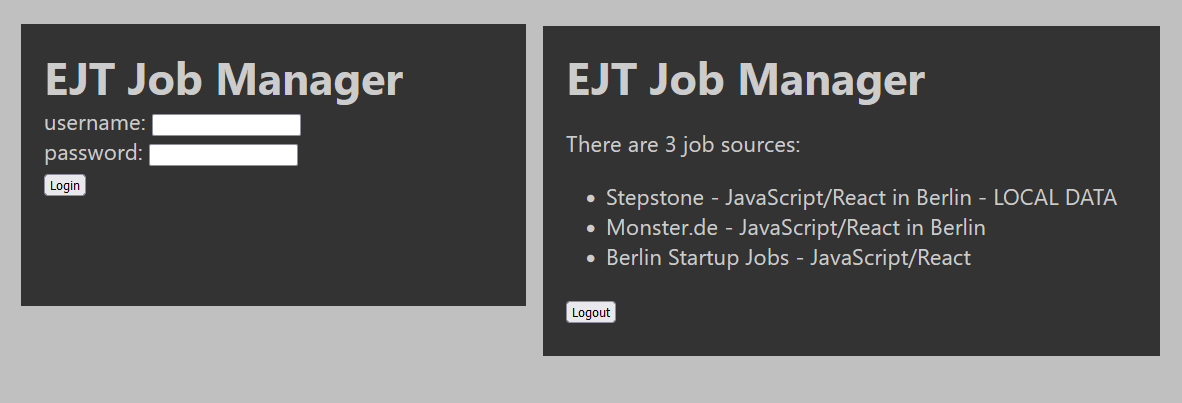 EJT Job Manager
username:
password:
Login
EJT Job Manager
There are 3 job sources:
• Stepstone - JavaScript/React in Berlin - LOCAL DATA
• Monster.de - JavaScript/React in Berlin
• Berlin Startup Jobs - JavaScript/React
Logout